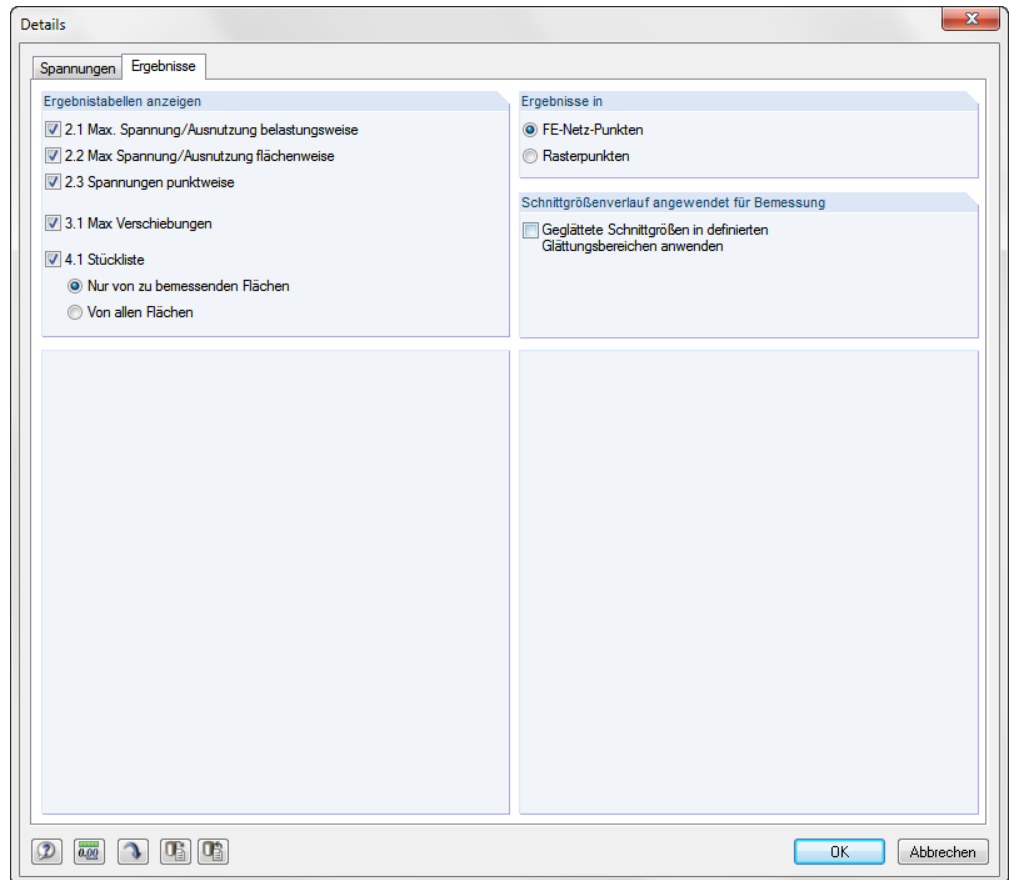 Details
Spannungen
Ergebnisse
Ergebnistabellen anzeigen
2.1 Max. Spannung/Ausnutzung belastungsweise
2.2 Max Spannung/Ausnutzung flächenweise
2.3 Spannungen punktweise
3.1 Max Verschiebungen
4.1 Stückliste
Nur von zu bemessenden Flächen
Von allen Flächen
Ergebnisse in
FE-Netz-Punkten
Rasterpunkten
Schnittgrößenverlauf angewendet für Bemessung
Geglättete Schnittgrößen in definierten
Glättungsbereichen anwenden
0.00
OK
Abbrechen